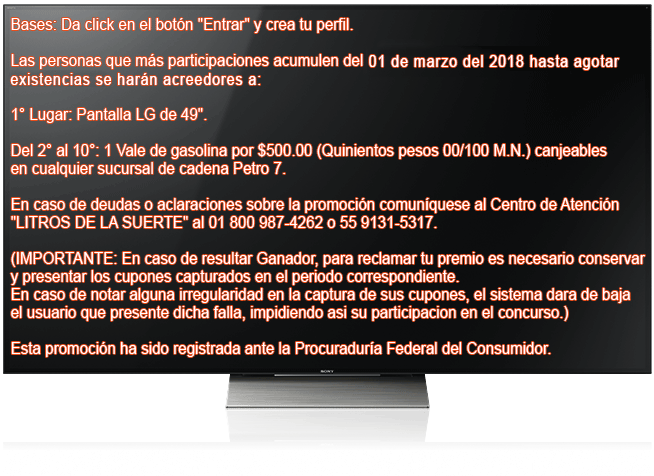 Bases: Da click en el botón "Entrar" y crea tu perfil.
Las personas que más participaciones acumulen del 01 de marzo del 2018 hasta agotar
existencias se harán acreedores a:
1° Lugar: Pantalla LG de 49".
Del 2° al 10°: 1 Vale de gasolina por $500.00 (Quinientos pesos 00/100 M.N.) canjeables
en cualquier sucursal de cadena Petro 7.
En caso de deudas o aclaraciones sobre la promoción comuníquese al Centro de Atención
"LITROS DE LA SUERTE" al 01 800 987-4262 o 55 9131-5317.
(IMPORTANTE: En caso de resultar Ganador, para reclamar tu premio es necesario conservar
y presentar los cupones capturados en el periodo correspondiente.
En caso de notar alguna irregularidad en la captura de sus cupones, el sistema dara de baja
el usuario que presente dicha falla, impidiendo asi su participacion en el concurso.)
Esta promoción ha sido registrada ante la Procuraduría Federal del Consumidor.
SONY